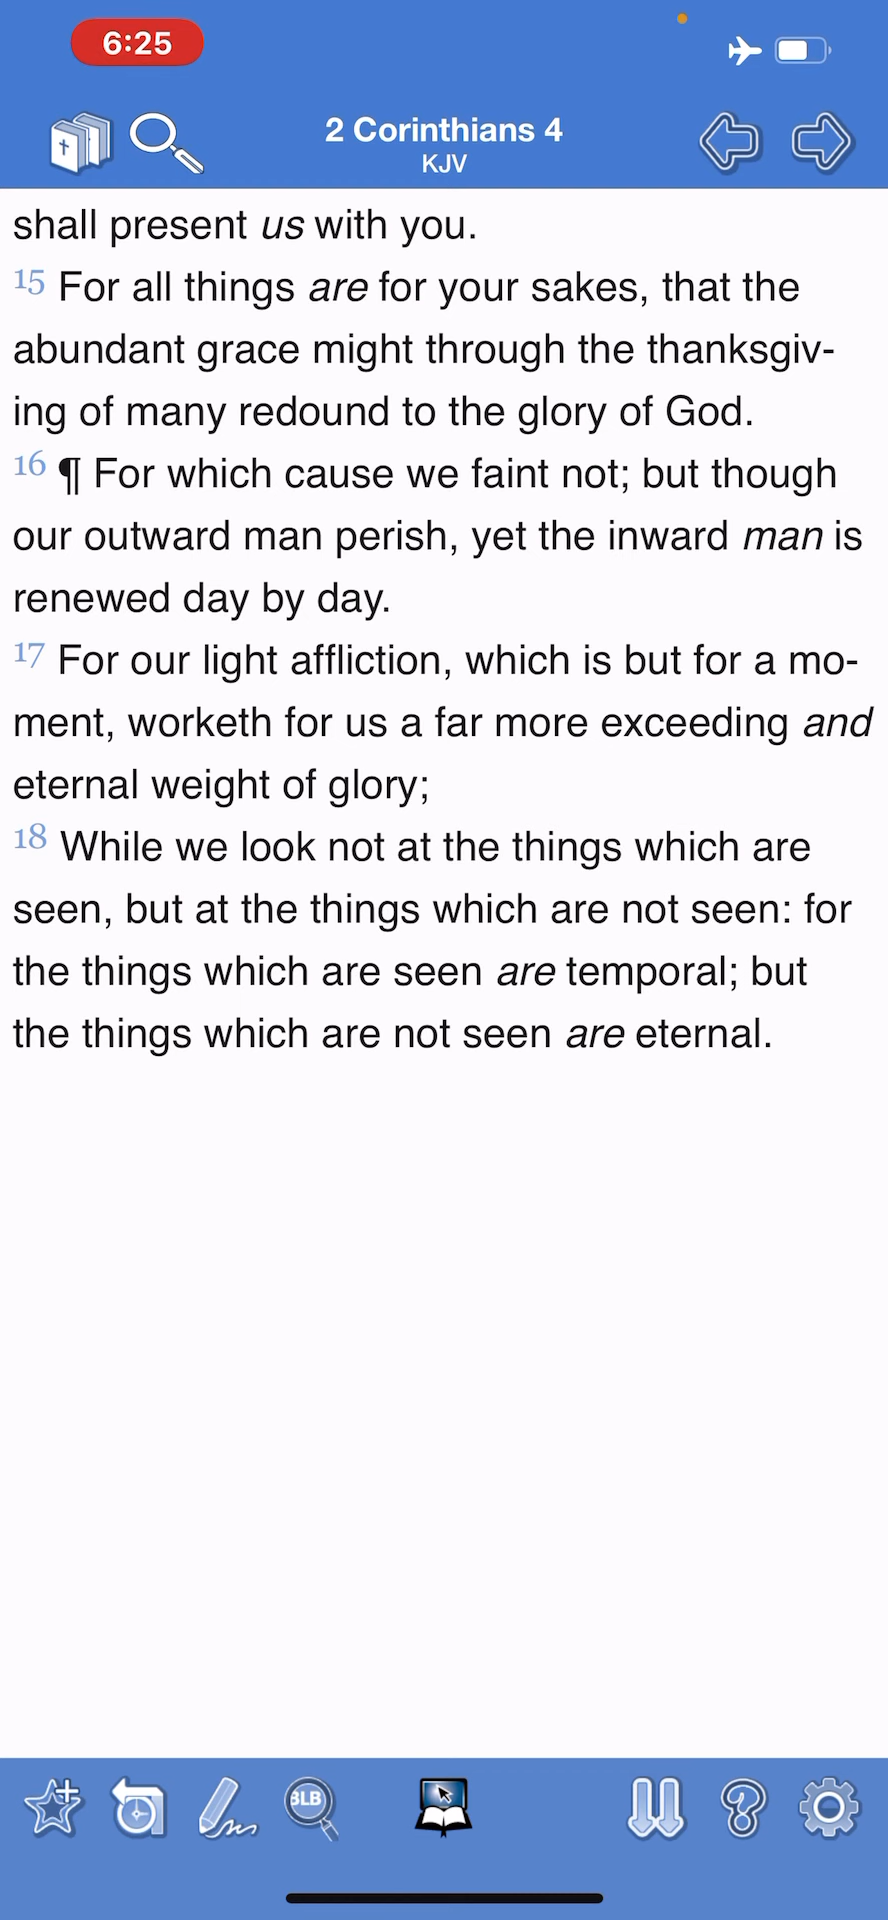 6:25
2 Corinthians 4
KJV
shall present us with you.
15 For all things are for your sakes, that the
abundant grace might through the thanksgiv-
ing of many redound to the glory of God.
16 ¶ For which cause we faint not; but though
our outward man perish, yet the inward man is
renewed day by day.
17 For our light affliction, which is but for a mo-
ment, worketh for us a far more exceeding and
eternal weight of glory;
18 While we look not at the things which are
seen, but at the things which are not seen: for
the things which are seen are temporal; but
the things which are not seen are eternal.
BLB